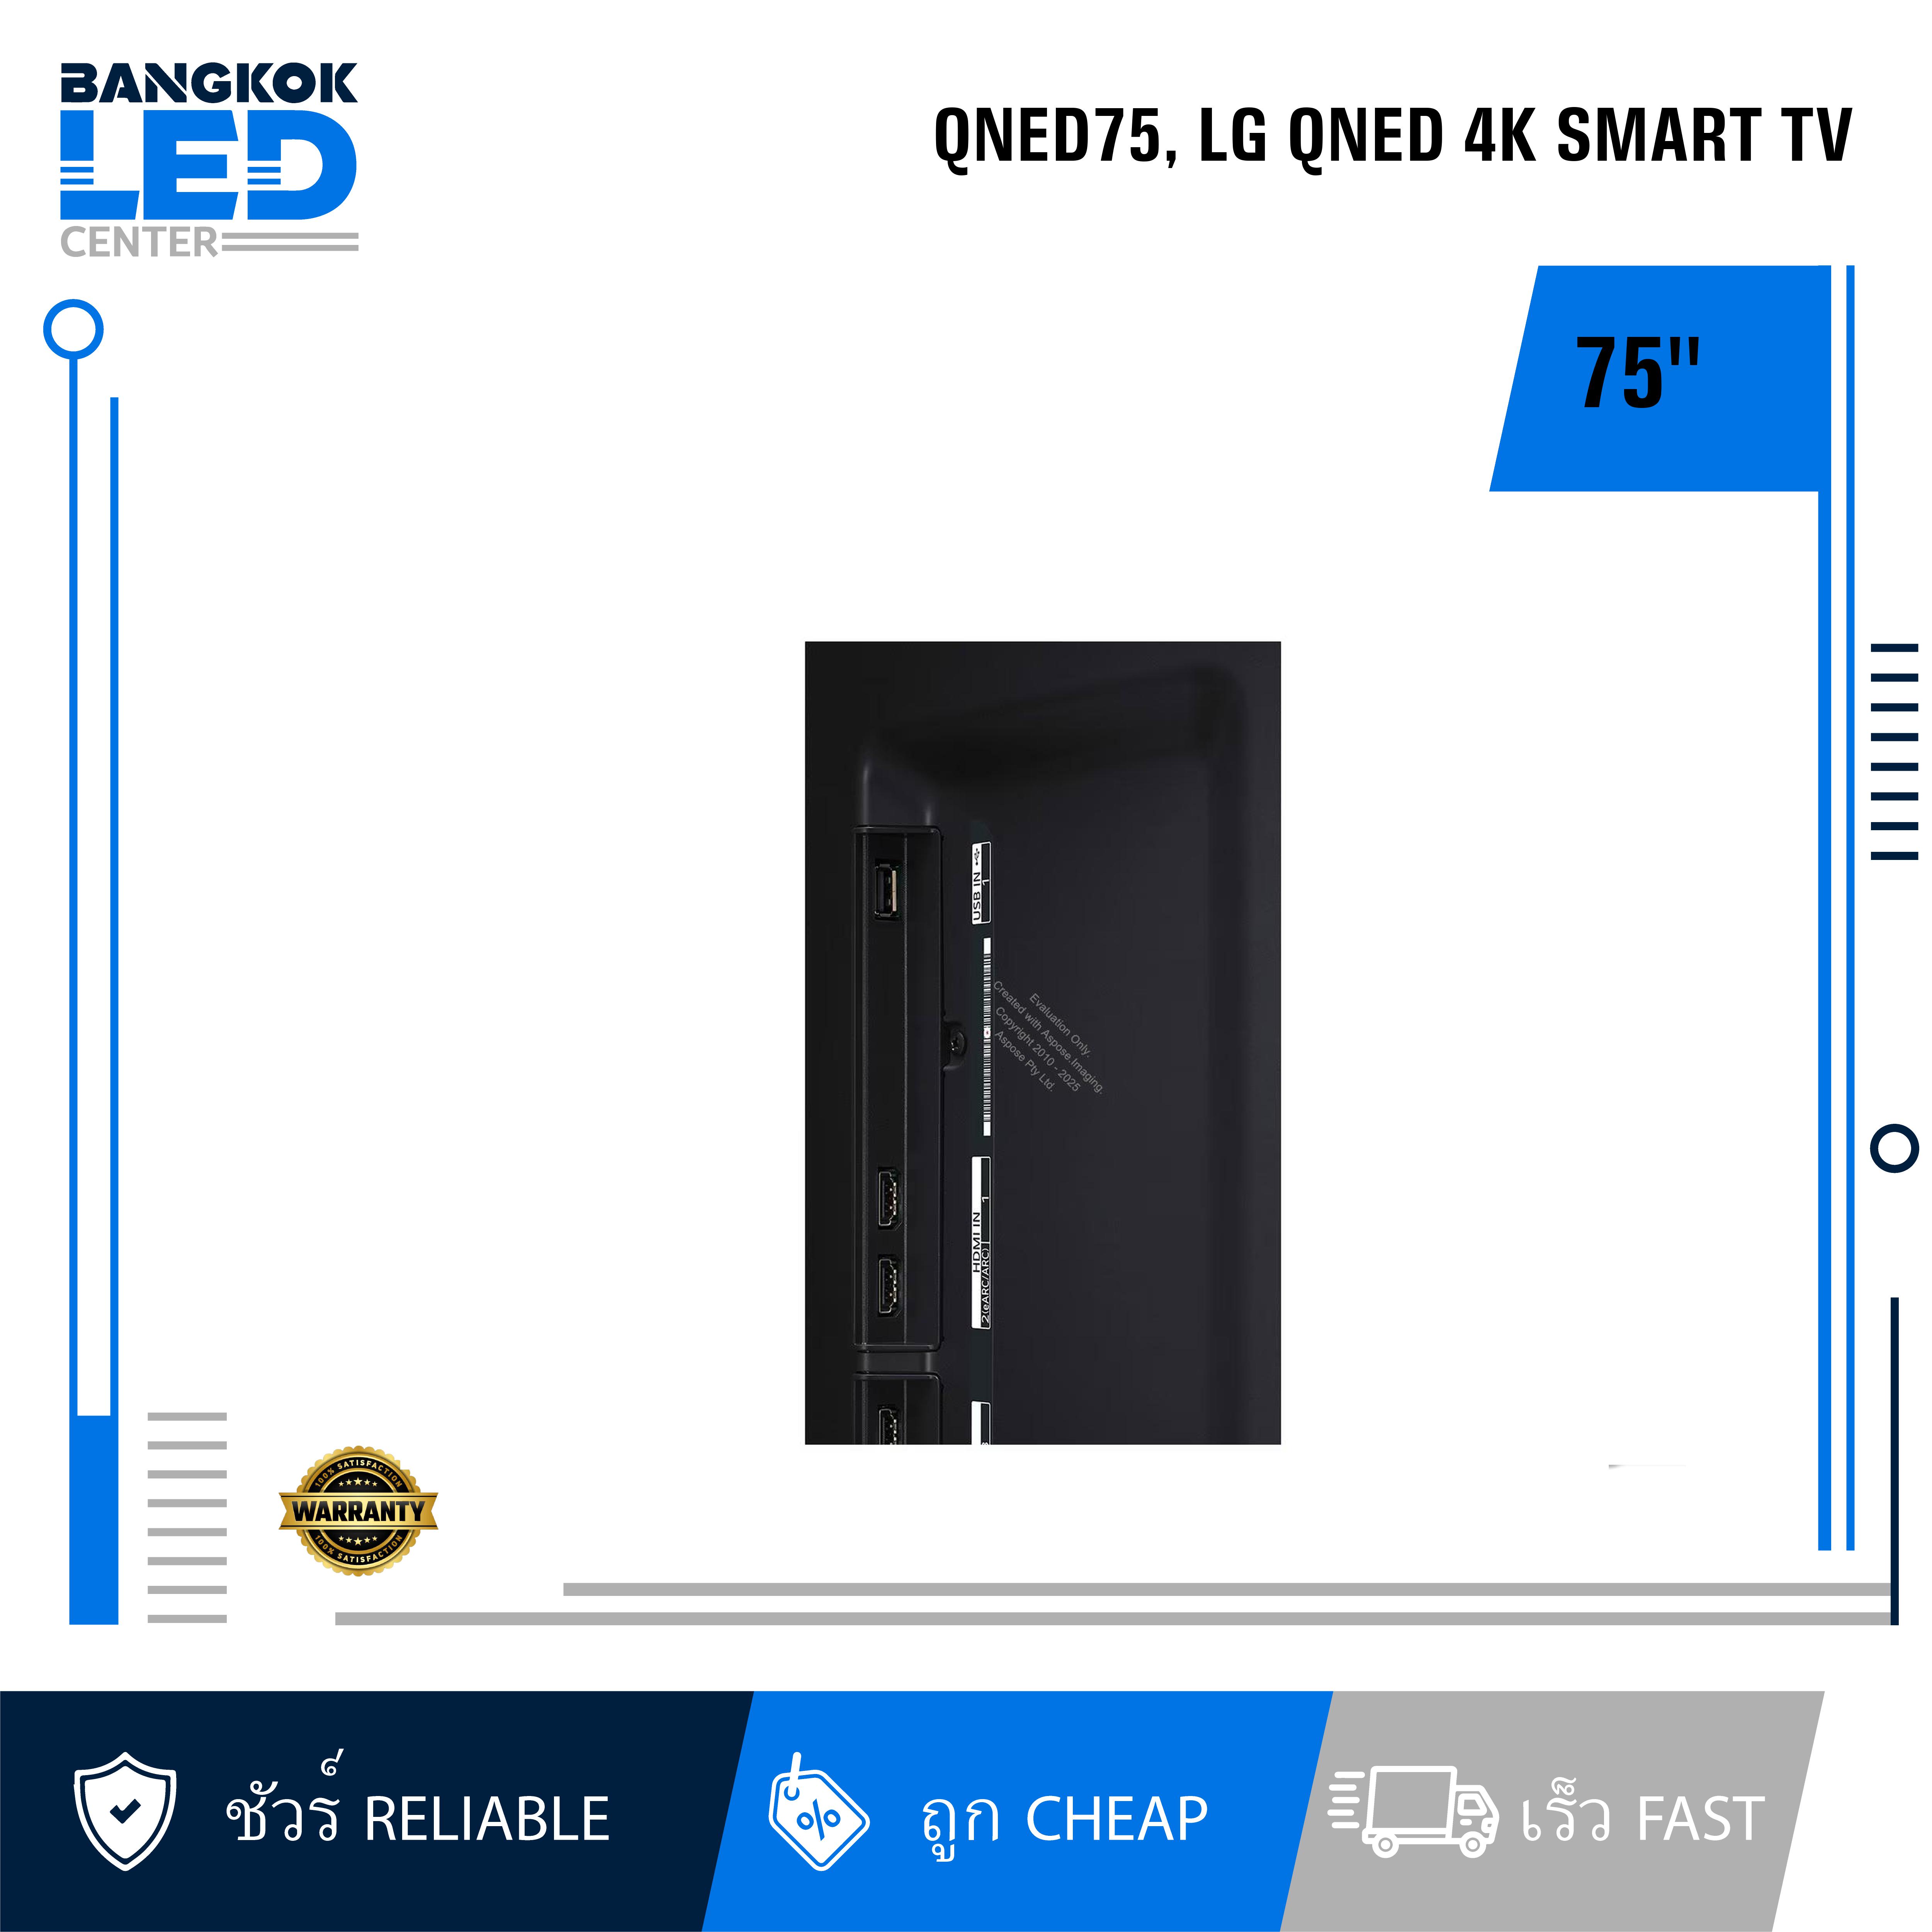 BANGKOK
LED
CENTER
QNED75, LG QNED 4K SMART TV
75"
USB IN
1
Evaluation Only.
Created with Aspose.Imaging.
Copyright 2010 - 2025
Aspose Pty Ltd.
HDMI IN
1
2(eARC/ARC)
100% SATISFACTION
WARRANTY
100% SATISFACTION
ชัวร์ RELIABLE
% ถูก CHEAP
เร็ว FAST